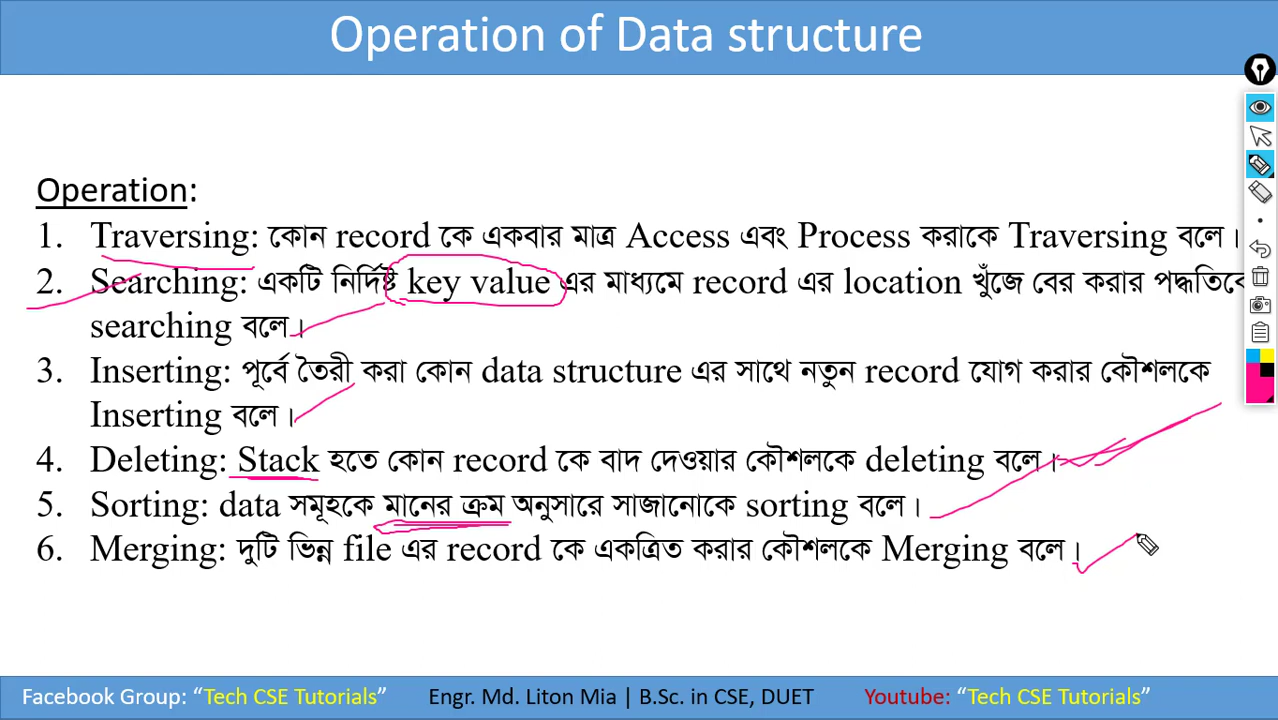 Operation of Data structure
Operation:
1. Traversing: কোন record কে একবার মাত্র Access এবং Process করাকে Traversing বলে।
2. Searching: একটি নির্দিষ্ট key value এর মাধ্যমে record এর location খুঁজে বের করার পদ্ধতিকে
searching বলে।
3. Inserting: পূর্বে তৈরী করা কোন data structure এর সাথে নতুন record যোগ করার কৌশলকে
Inserting বলে।
4. Deleting: Stack হতে কোন record কে বাদ দেওয়ার কৌশলকে deleting বলে।
5. Sorting: data সমূহকে মানের ক্রম অনুসারে সাজানোকে sorting বলে।
6. Merging: দুটি ভিন্ন file এর record কে একত্রিত করার কৌশলকে Merging বলে।
Facebook Group: “Tech CSE Tutorials” Engr. Md. Liton Mia | B.Sc. in CSE, DUET Youtube: “Tech CSE Tutorials”